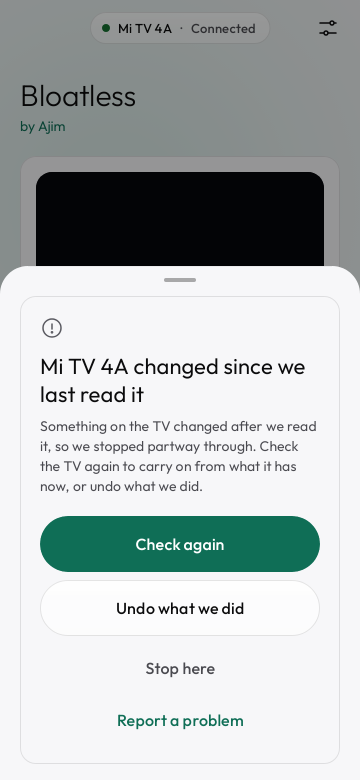 Mi TV 4A · Connected
Bloatless
by Ajim
Mi TV 4A changed since we
last read it
Something on the TV changed after we read
it, so we stopped partway through. Check
the TV again to carry on from what it has
now, or undo what we did.
Check again
Undo what we did
Stop here
Report a problem